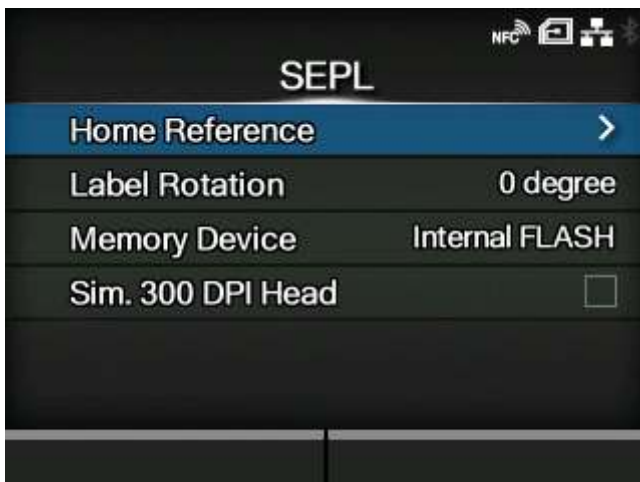 NFC
SEPL
Home Reference >
Label Rotation 0 degree
Memory Device Internal FLASH
Sim. 300 DPI Head